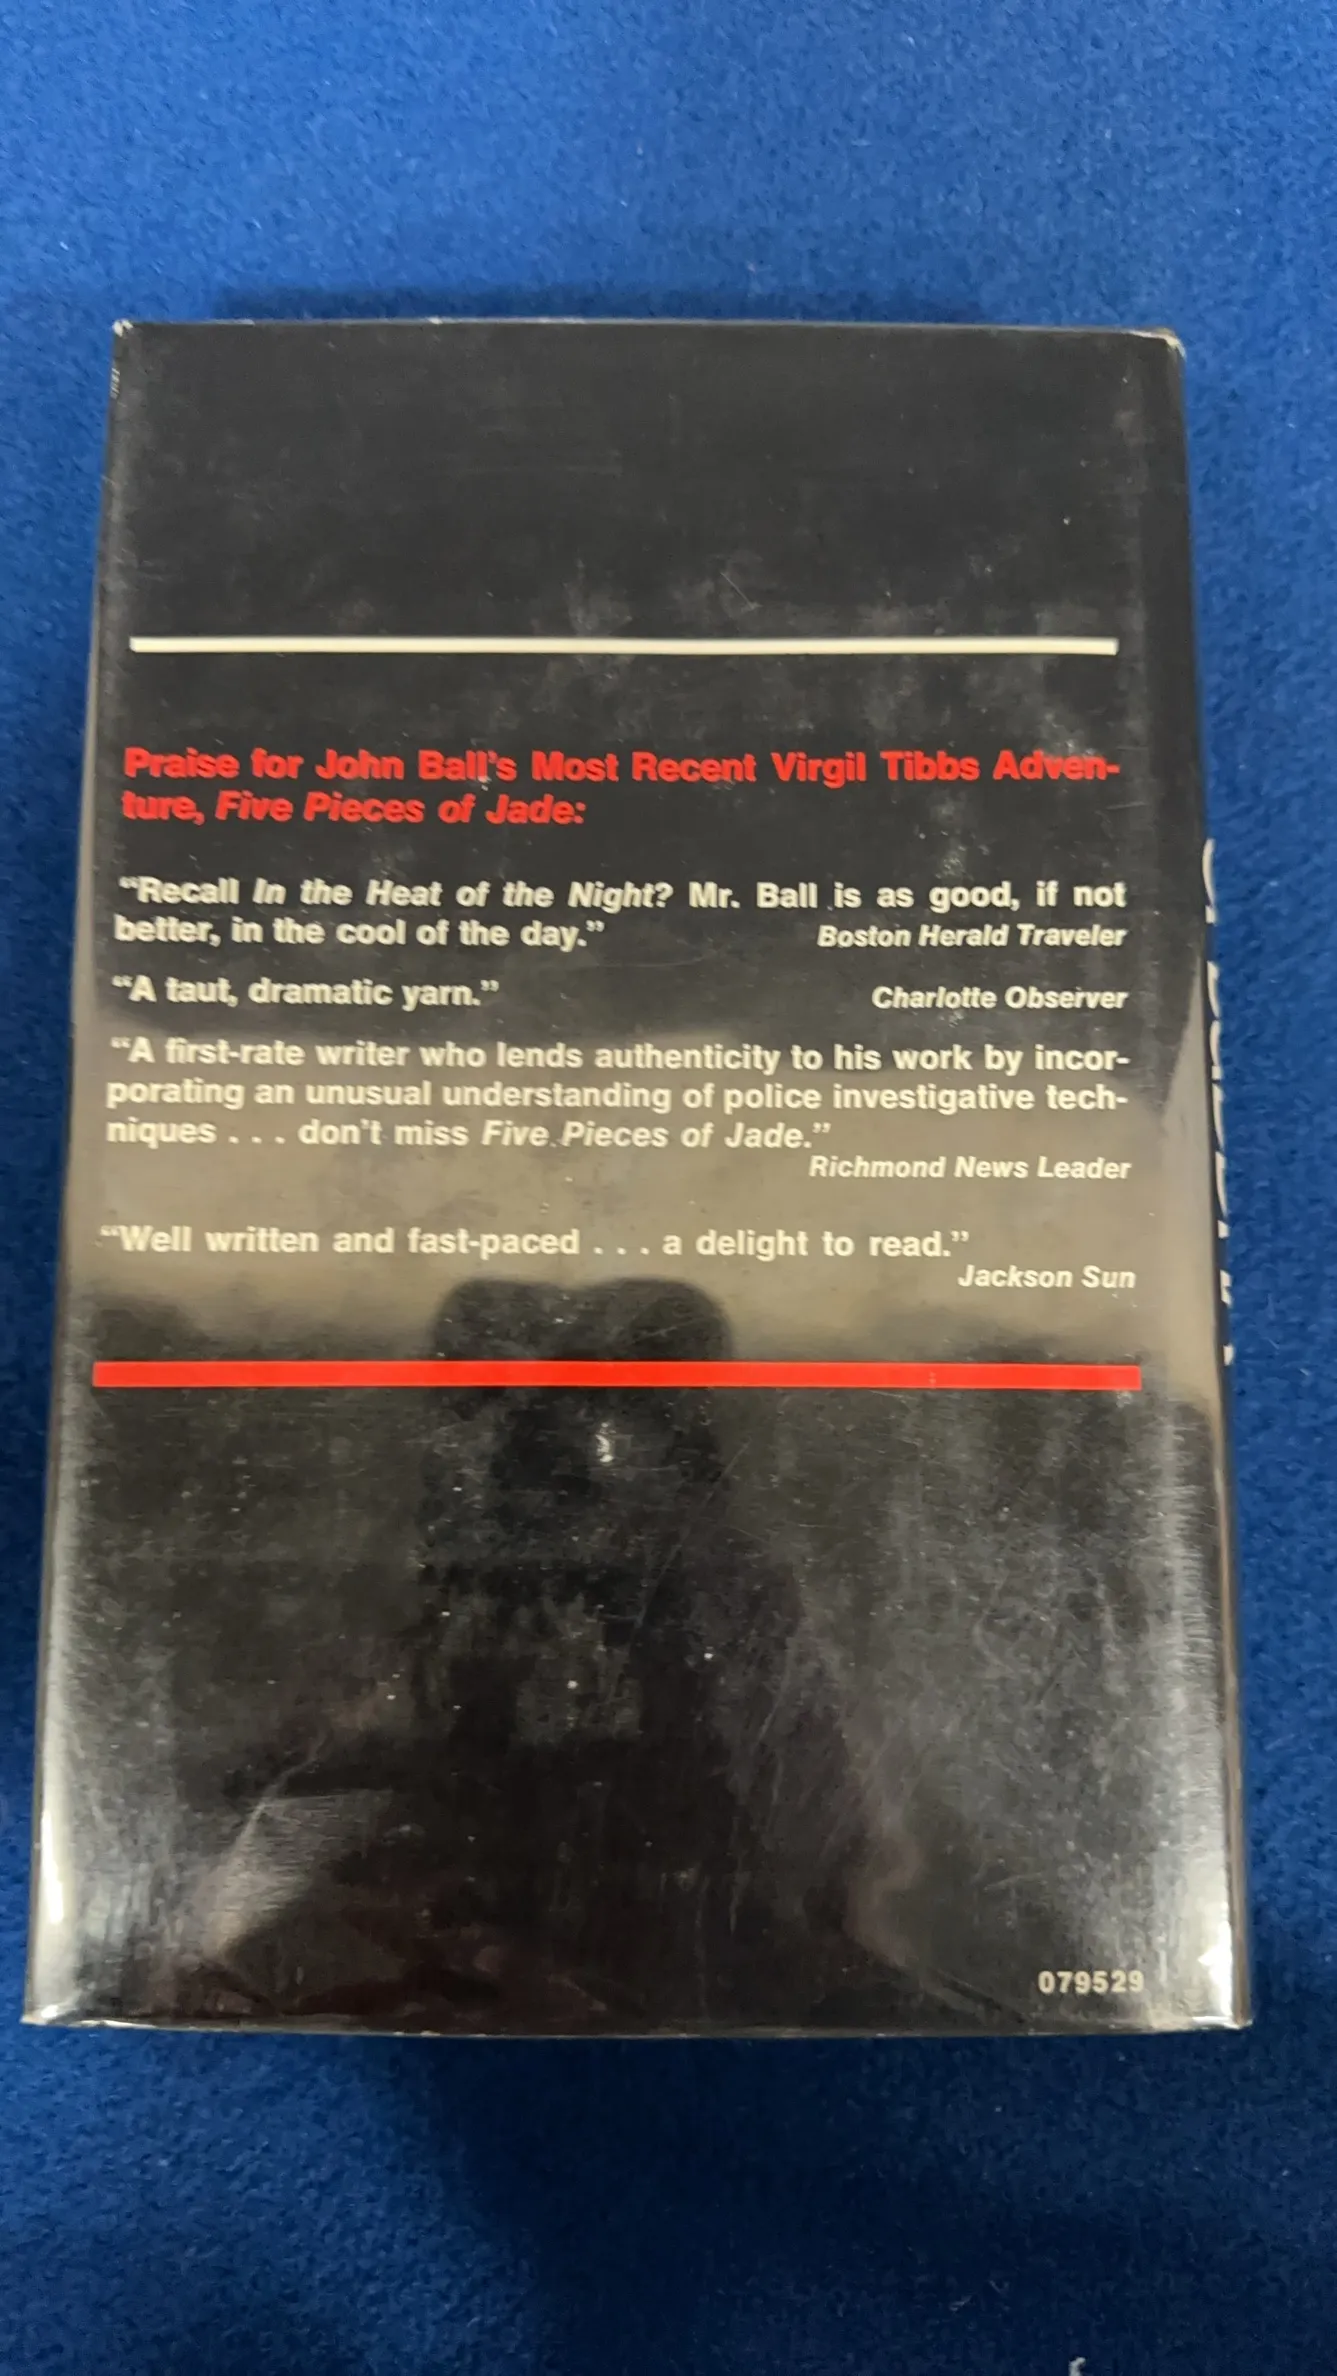 Praise for John Ball's Most Recent Virgil Tibbs Adven-
ture, Five Pieces of Jade:
“Recall In the Heat of the Night? Mr. Ball is as good, if not
better, in the cool of the day.” Boston Herald Traveler
“A taut, dramatic yarn.” Charlotte Observer
“A first-rate writer who lends authenticity to his work by incor-
porating an unusual understanding of police investigative tech-
niques . . . don't miss Five Pieces of Jade.”
Richmond News Leader
“Well written and fast-paced . . . a delight to read.”
Jackson Sun
079529